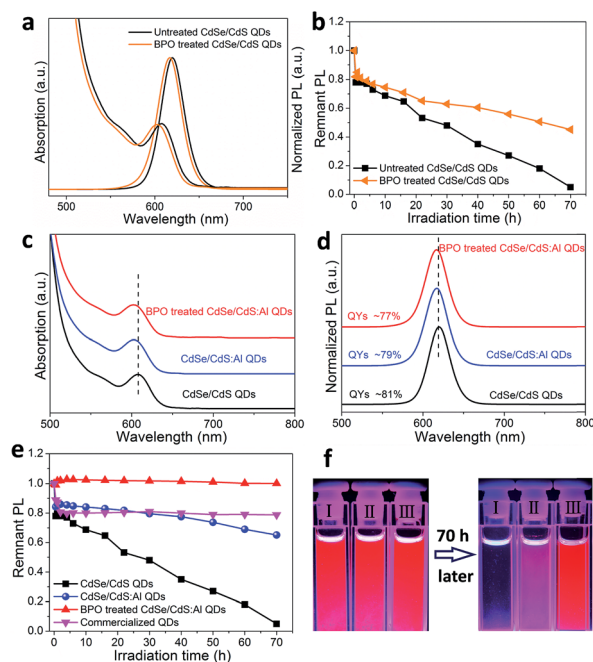 a
Untreated CdSe/CdS QDs
BPO treated CdSe/CdS QDs
Absorption (a.u.)
Normalized PL (a.u.)
500 600 700
Wavelength (nm)
b
1.0
0.8
0.6
0.4
0.2
0.0
Remnant PL
Untreated CdSe/CdS QDs
BPO treated CdSe/CdS QDs
0 10 20 30 40 50 60 70
Irradiation time (h)
c
Absorption (a.u.)
BPO treated CdSe/CdS:Al QDs
CdSe/CdS:Al QDs
CdSe/CdS QDs
500 600 700 800
Wavelength (nm)
d
Normalized PL (a.u.)
BPO treated CdSe/CdS:Al QDs
QYs ~77%
QYs ~79% CdSe/CdS:Al QDs
QYs ~81% CdSe/CdS QDs
500 600 700 800
Wavelength (nm)
e
1.2
1.0
0.8
0.6
0.4
0.2
0.0
Remnant PL
CdSe/CdS QDs
CdSe/CdS:Al QDs
BPO treated CdSe/CdS:Al QDs
Commercialized QDs
0 10 20 30 40 50 60 70
Irradiation time (h)
f
I II III
70 h
later
I II III